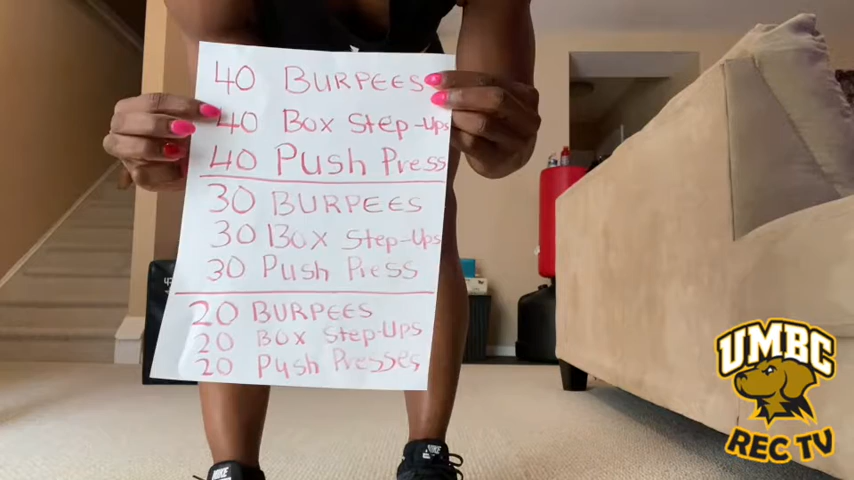 40 BURPEES
40 BOX STEP-UPS
40 PUSH PRESS
30 BURPEES
30 BOX STEP-UPS
30 PUSH PRESS
20 BURPEES
20 BOX STEP-UPS
20 PUSH PRESSES
UMBC
REC TV